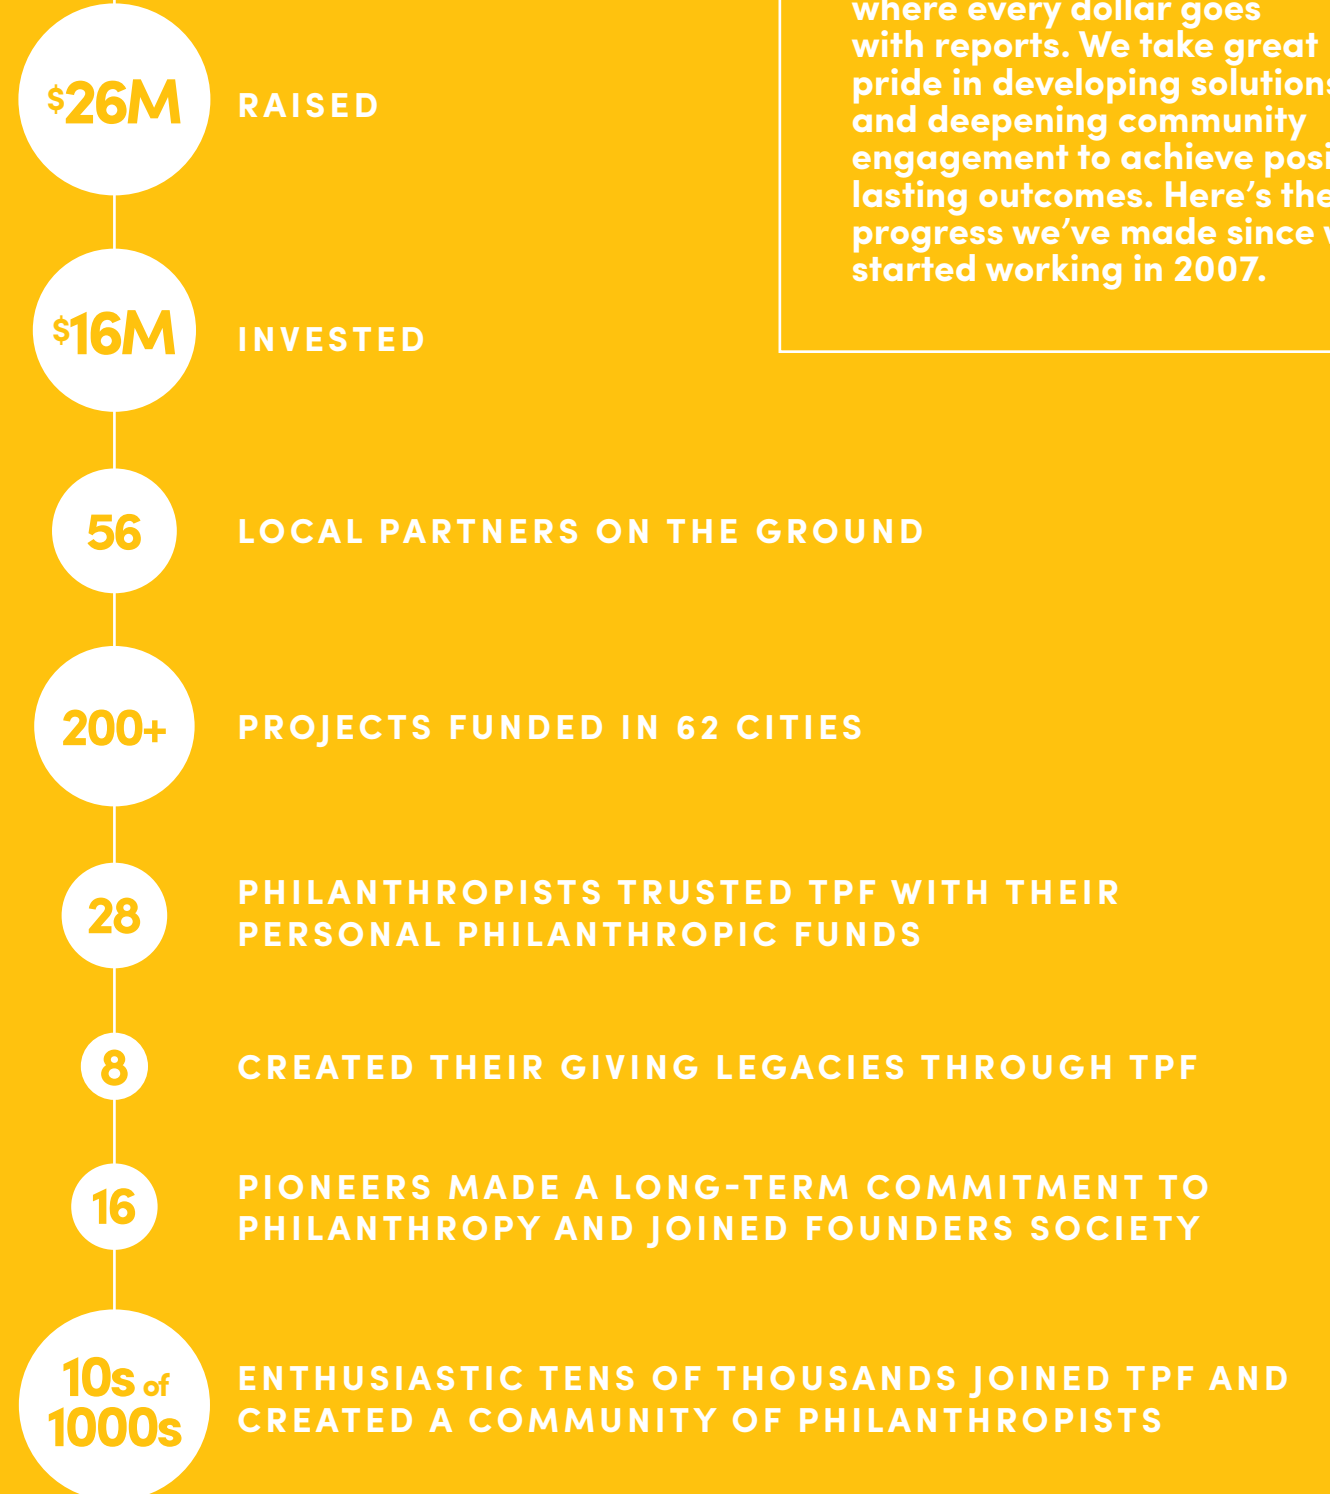 $26M
RAISED
where every dollar goes
with reports. We take great
pride in developing solutions
and deepening community
engagement to achieve
lasting outcomes. Here's the
progress we've made since
started working in 2007.
$16M
INVESTED
56
LOCAL PARTNERS ON THE GROUND
200+
PROJECTS FUNDED IN 62 CITIES
28
PHILANTHROPISTS TRUSTED TPF WITH THEIR
PERSONAL PHILANTHROPIC FUNDS
8
CREATED THEIR GIVING LEGACIES THROUGH TPF
16
PIONEERS MADE A LONG-TERM COMMITMENT TO
PHILANTHROPY AND JOINED FOUNDERS SOCIETY
10s of
1000s
ENTHUSIASTIC TENS OF THOUSANDS JOINED TPF AND
CREATED A COMMUNITY OF PHILANTHROPISTS